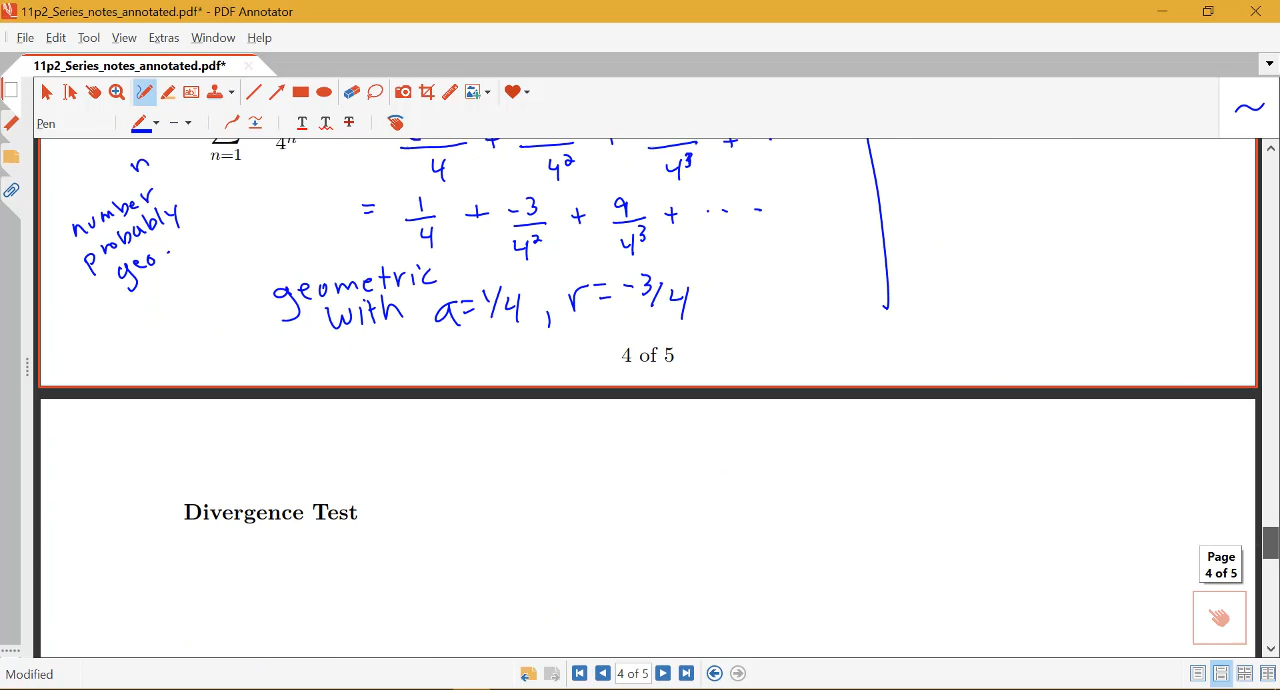 11p2_Series_notes_annotated.pdf* - PDF Annotator
File Edit Tool View Extras Window Help
11p2_Series_notes_annotated.pdf*
Pen
n=1 4ⁿ 4 + 4² + 4³ + ·
n
number
probably
geo.
= 1/4 + -3/4² + 9/4³ + ....
geometric
with a=1/4, r=-3/4
4 of 5
Divergence Test
Page
4 of 5
Modified
4 of 5